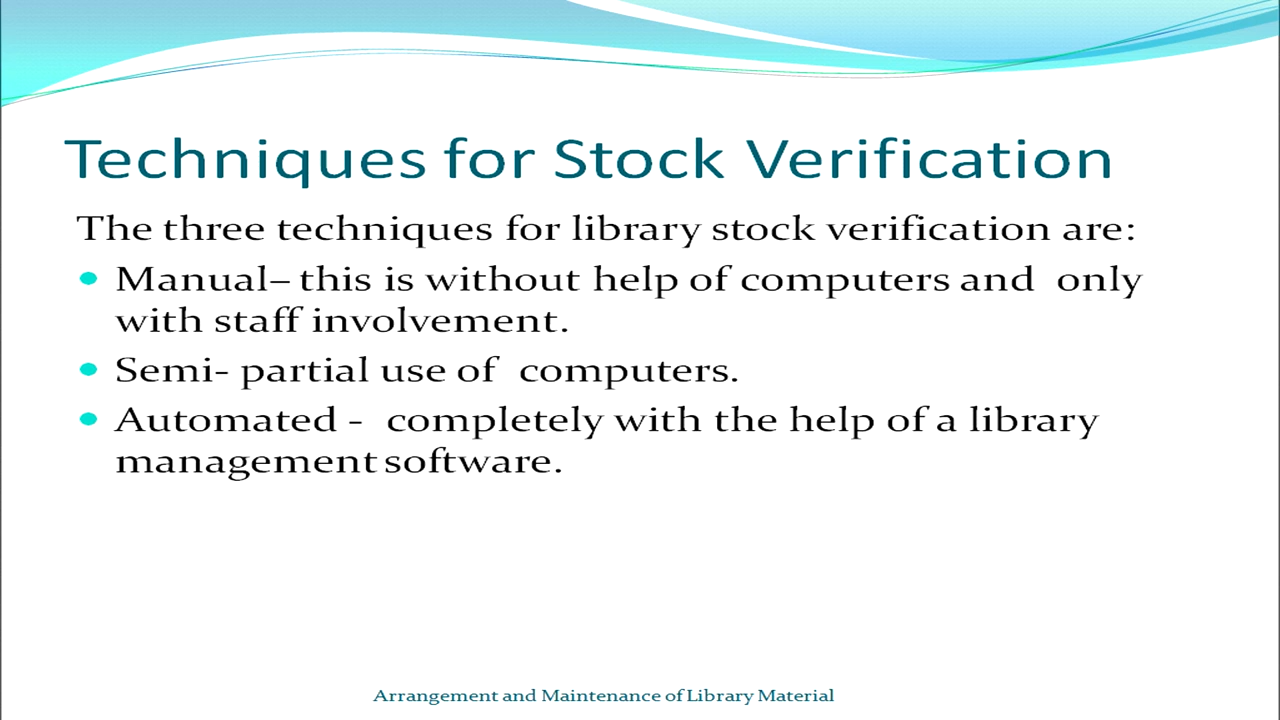 Techniques for Stock Verification
The three techniques for library stock verification are:
• Manual– this is without help of computers and only
with staff involvement.
• Semi- partial use of computers.
• Automated - completely with the help of a library
management software.
Arrangement and Maintenance of Library Material